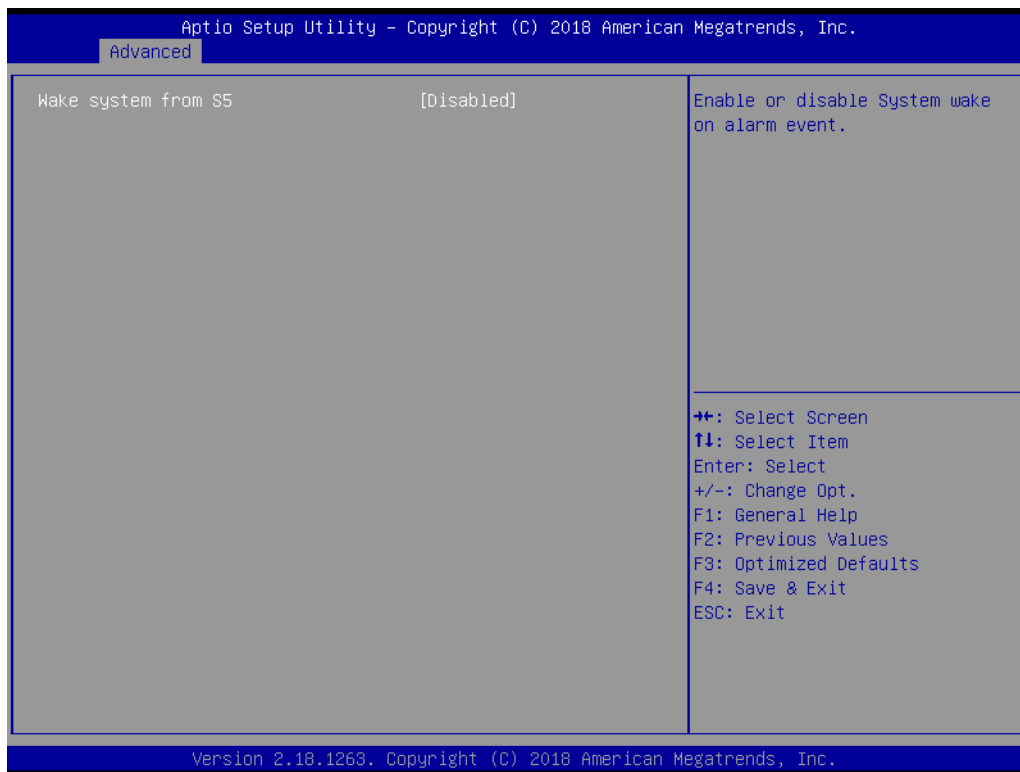 Aptio Setup Utility – Copyright (C) 2018 American Megatrends, Inc.
Advanced
Wake system from S5 [Disabled]
Enable or disable System wake
on alarm event.
→←: Select Screen
↑↓: Select Item
Enter: Select
+/-: Change Opt.
F1: General Help
F2: Previous Values
F3: Optimized Defaults
F4: Save & Exit
ESC: Exit
Version 2.18.1263. Copyright (C) 2018 American Megatrends, Inc.